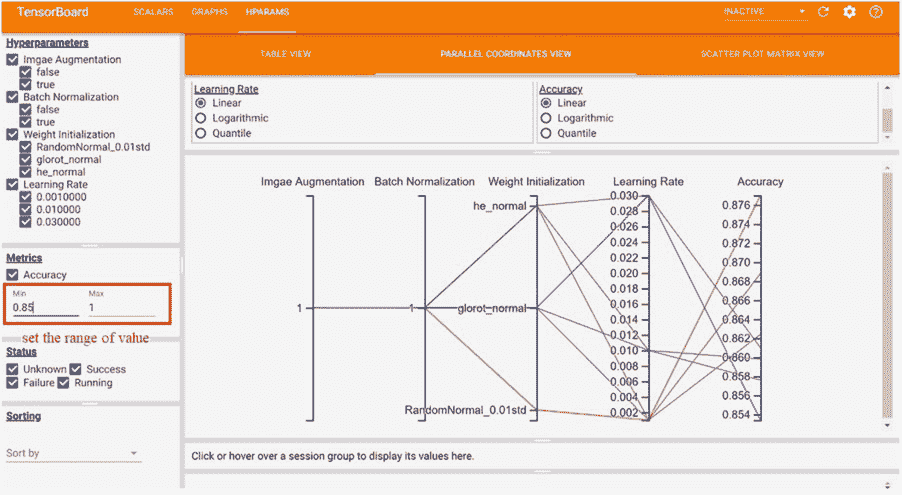 TensorBoard SCALARS GRAPHS HPARAMS INACTIVE
TABLE VIEW PARALLEL COORDINATES VIEW SCATTER PLOT MATRIX VIEW
Hyperparameters
Imgae Augmentation
false
true
Batch Normalization
false
true
Weight Initialization
RandomNormal_0.01std
glorot_normal
he_normal
Learning Rate
0.0010000
0.010000
0.030000
Metrics
Accuracy
Min Max
0.85 1
set the range of value
Status
Unknown Success
Failure Running
Sorting
Sort by
Learning Rate
Linear
Logarithmic
Quantile
Accuracy
Linear
Logarithmic
Quantile
Imgae Augmentation Batch Normalization Weight Initialization Learning Rate Accuracy
1
1
he_normal
glorot_normal
RandomNormal_0.01std
0.030
0.028
0.026
0.024
0.022
0.020
0.018
0.016
0.014
0.012
0.010
0.008
0.006
0.004
0.002
0.876
0.874
0.872
0.870
0.868
0.866
0.864
0.862
0.860
0.858
0.856
0.854
Click or hover over a session group to display its values here.